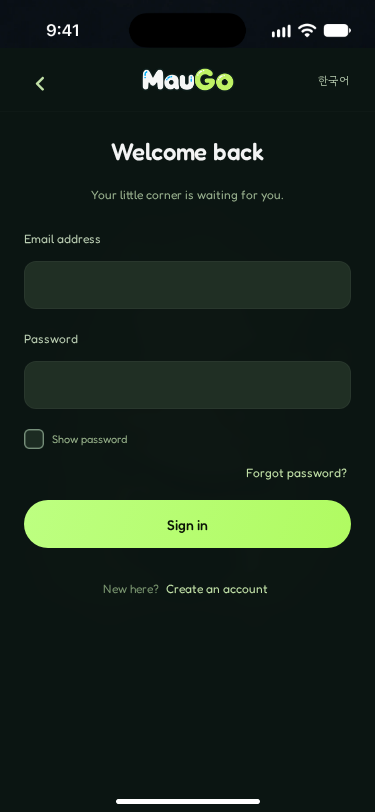 9:41
MauGo
한국어
Welcome back
Your little corner is waiting for you.
Email address
Password
Show password
Forgot password?
Sign in
New here? Create an account